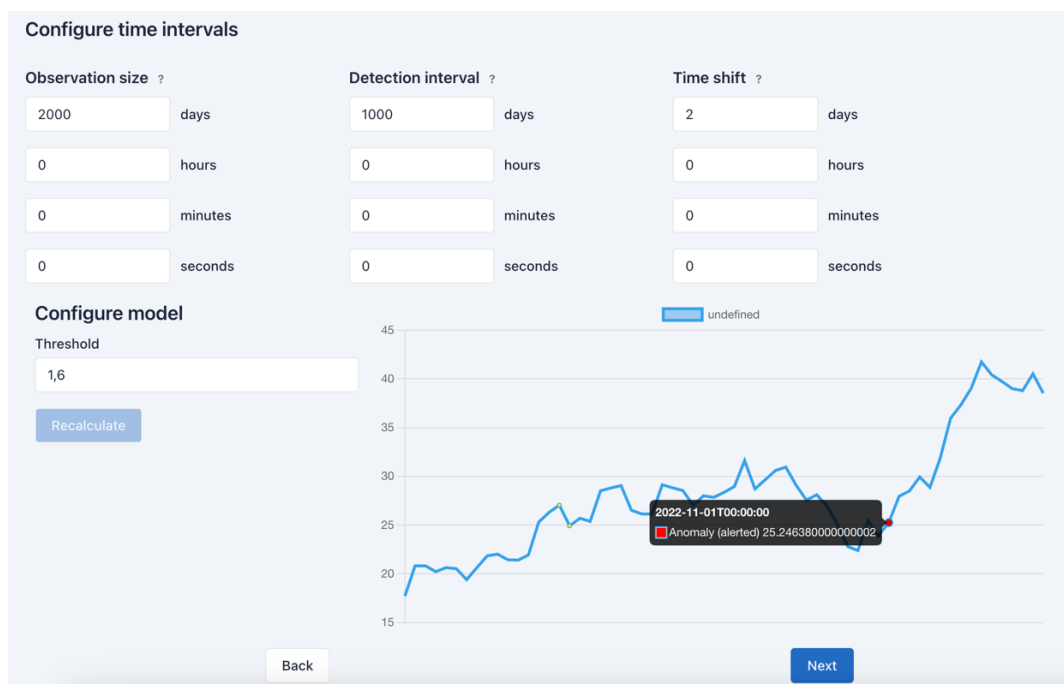 Configure time intervals
Observation size ?
Detection interval ?
Time shift ?
2000 days
1000 days
2 days
0 hours
0 hours
0 hours
0 minutes
0 minutes
0 minutes
0 seconds
0 seconds
0 seconds
Configure model
Threshold
1,6
Recalculate
undefined
45
40
35
30
25
20
15
2022-11-01T00:00:00
Anomaly (alerted) 25.246380000000002
Back
Next